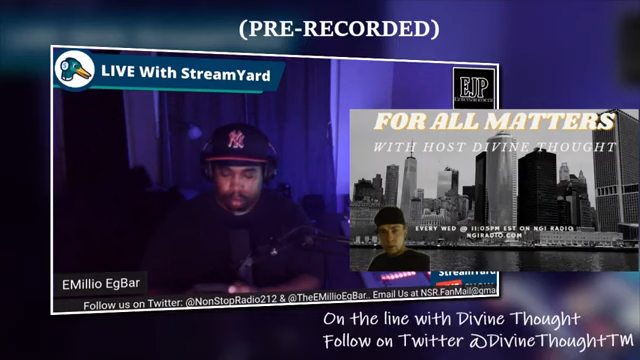 (PRE-RECORDED)
LIVE With StreamYard
EJP
FOR ALL MATTERS
WITH HOST DIVINE THOUGHT
EVERY WED @ 11:05PM EST ON NGI RADIO
NGIRADIO.COM
EMillio EgBar
StreamYard
Follow us on Twitter: @NonStopRadio212 & @TheEMillioEgBar.. Email Us at NSR.FanMail@gma
On the line with Divine Thought
Follow on Twitter @DivineThoughtTM